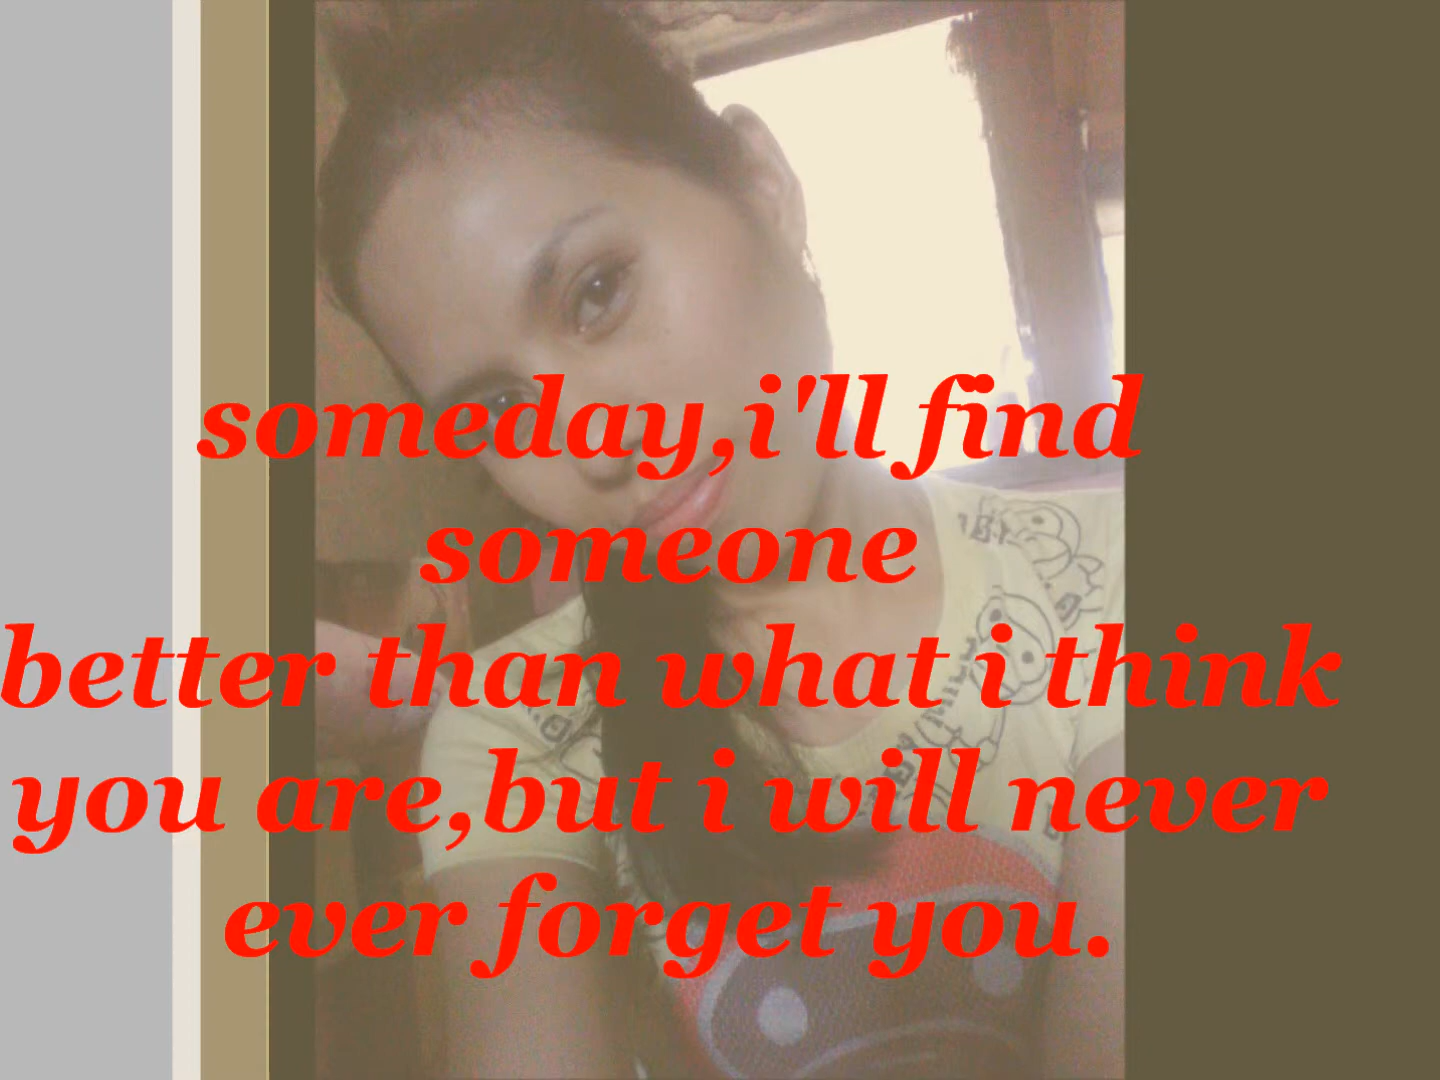 someday,i'll find
someone
better than what i think
you are,but i will never
ever forget you.